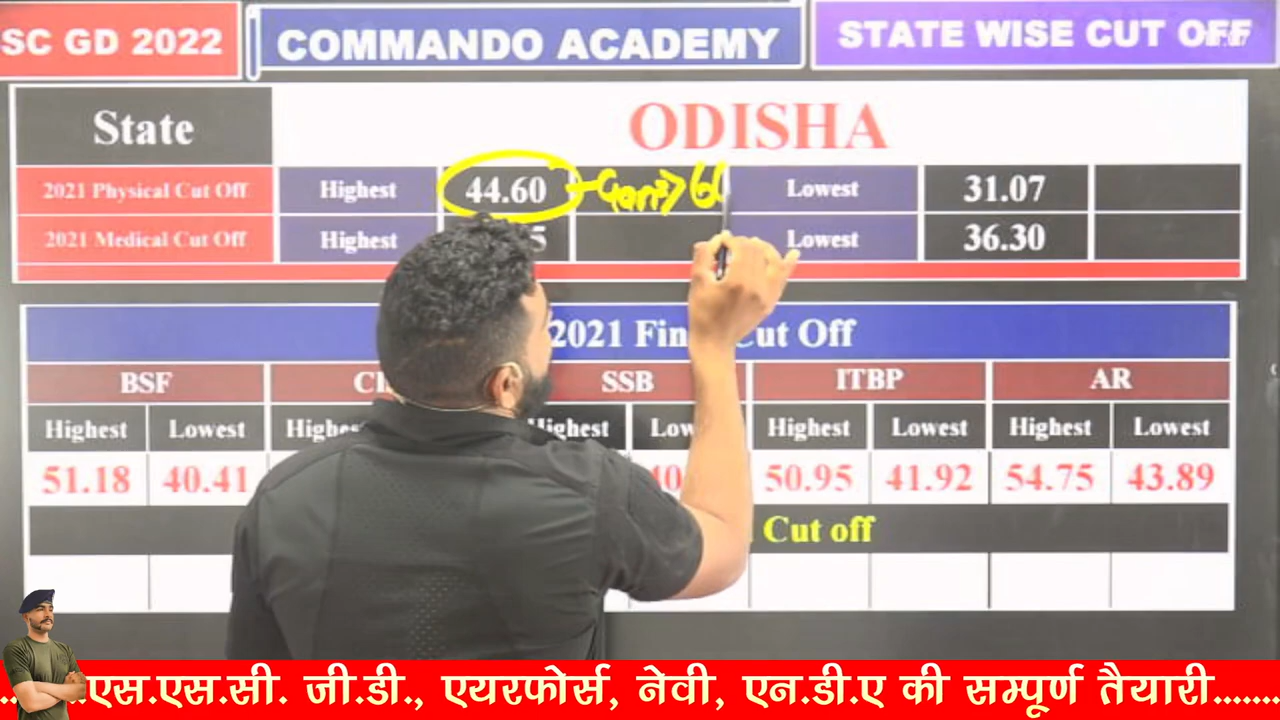 SC GD 2022
COMMANDO ACADEMY
STATE WISE CUT OFF
State
ODISHA
2021 Physical Cut Off Highest 44.60 Lowest 31.07
2021 Medical Cut Off Highest Lowest 36.30
2021 Cut Off
BSF SSB ITBP AR
Highest Lowest Highest Highest Lowest Highest Lowest
51.18 40.41 50.95 41.92 54.75 43.89
Cut off
एस.एस.सी. जी.डी., एयरफोर्स, नेवी, एन.डी.ए की सम्पूर्ण तैयारी.......